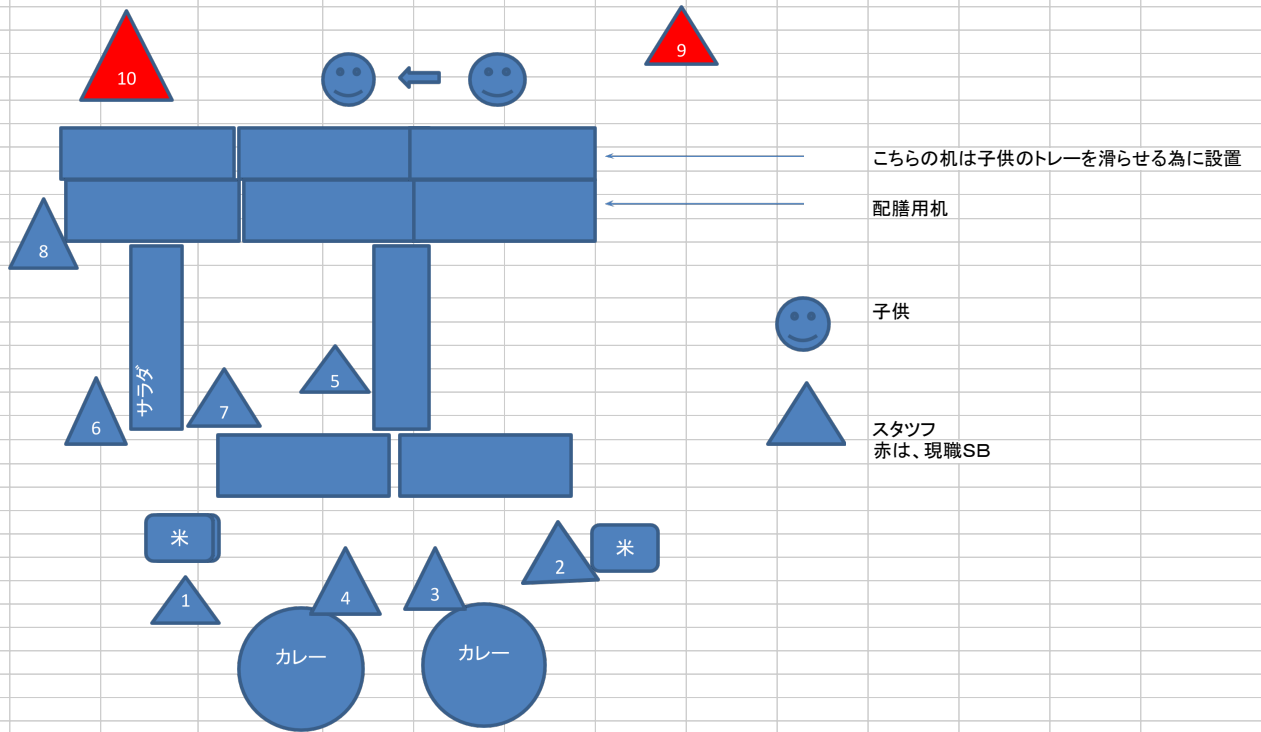 10
9
こちらの机は子供のトレーを滑らせる為に設置
配膳用机
8
子供
サラダ
5
7
6
スタツフ
赤は、現職SB
米
米
2
1
4
3
カレー
カレー